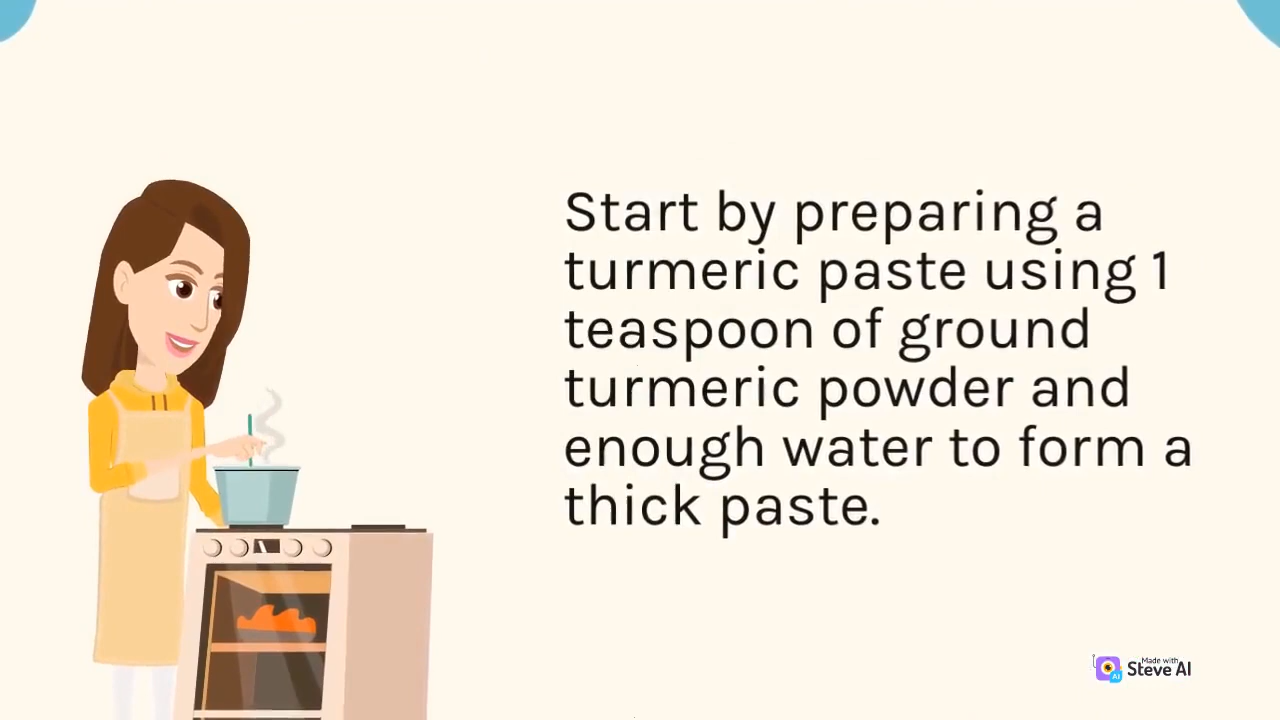 Start by preparing a
turmeric paste using 1
teaspoon of ground
turmeric powder and
enough water to form a
thick paste.
Made with
Steve AI
AI